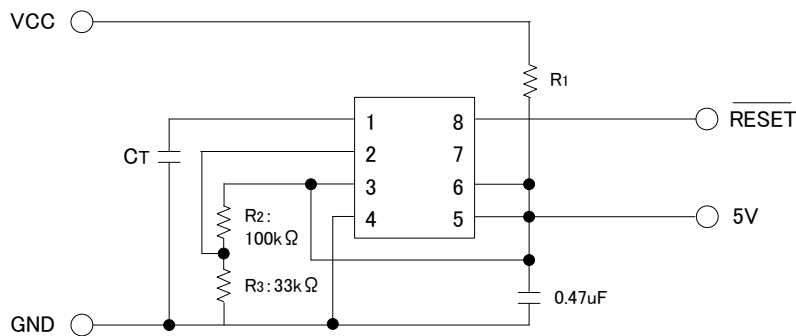 VCC
R1
1
8
RESET
CT
2
7
3
6
R2:
100kΩ
4
5
5V
R3:33kΩ
0.47uF
GND